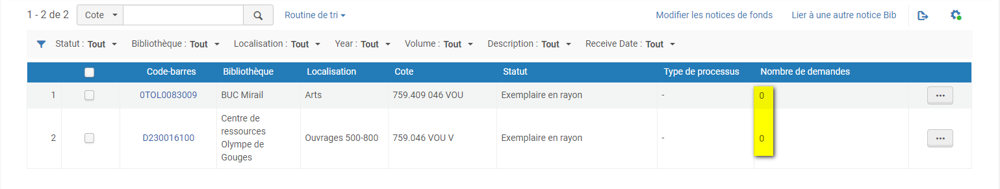 1 - 2 de 2 Cote Routine de tri Modifier les notices de fonds Lier à une autre notice Bib
Statut : Tout Bibliothèque : Tout Localisation : Tout Year : Tout Volume : Tout Description : Tout Receive Date : Tout
Code-barres Bibliothèque Localisation Cote Statut Type de processus Nombre de demandes
1 0TOL0083009 BUC Mirail Arts 759.409 046 VOU Exemplaire en rayon - 0
Centre de
ressources
2 D230016100 Ouvrages 500-800 759.046 VOU V Exemplaire en rayon - 0
Olympe de
Gouges